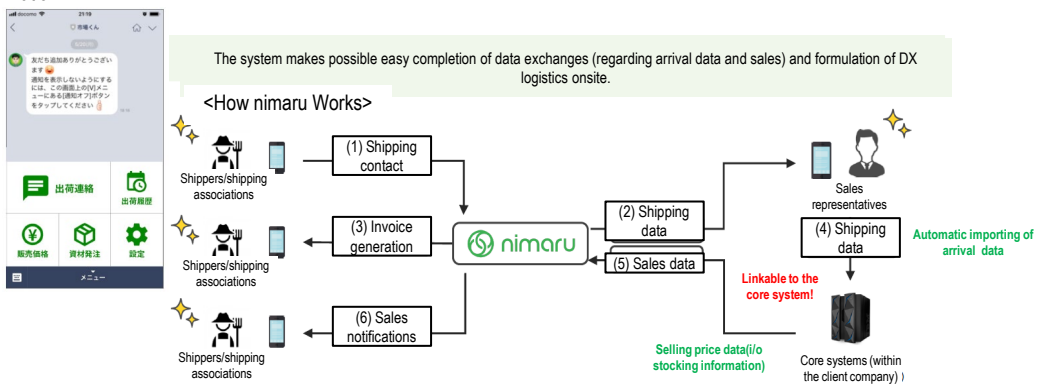 docomo
21:19
市場くん
友だち追加ありがとうござい
ます
通知を表示しないようにする
には、この画面上の[V]メニ
ューにある[通知オフ]ボタン
をタップしてください
出荷連絡
出荷履歴
販売価格
資材発注
設定
メニュー
The system makes possible easy completion of data exchanges (regarding arrival data and sales) and formulation of DX
logistics onsite.
<How nimaru Works>
Shippers/shipping
associations
(1) Shipping
contact
Shippers/shipping
associations
(3) Invoice
generation
Shippers/shipping
associations
(6) Sales
notifications
nimaru
(2) Shipping
data
(5) Sales data
Sales
representatives
(4) Shipping
data
Automatic importing of
arrival data
Linkable to the
core system!
Selling price data(i/o
stocking information)
Core systems (within
the client company) )